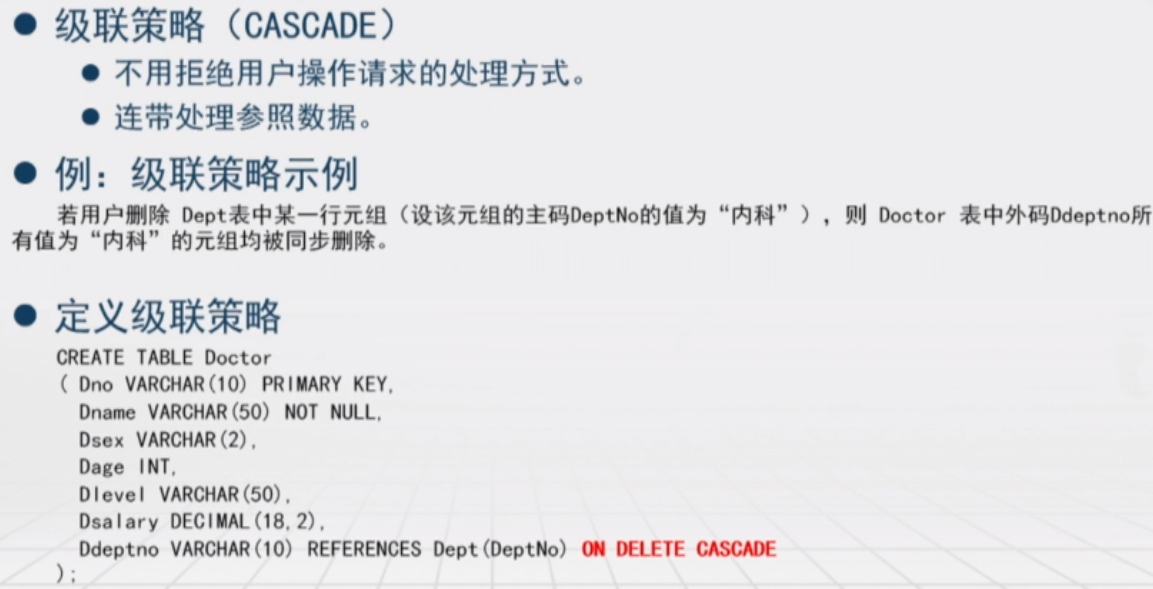 ● 级联策略（CASCADE）
● 不用拒绝用户操作请求的处理方式。
● 连带处理参照数据。
● 例：级联策略示例
若用户删除 Dept表中某一行元组（设该元组的主码DeptNo的值为“内科”），则 Doctor 表中外码Ddeptno所
有值为“内科”的元组均被同步删除。
● 定义级联策略
CREATE TABLE Doctor
( Dno VARCHAR(10) PRIMARY KEY,
Dname VARCHAR(50) NOT NULL,
Dsex VARCHAR(2),
Dage INT,
Dlevel VARCHAR(50),
Dsalary DECIMAL(18,2),
Ddeptno VARCHAR(10) REFERENCES Dept(DeptNo) ON DELETE CASCADE
);